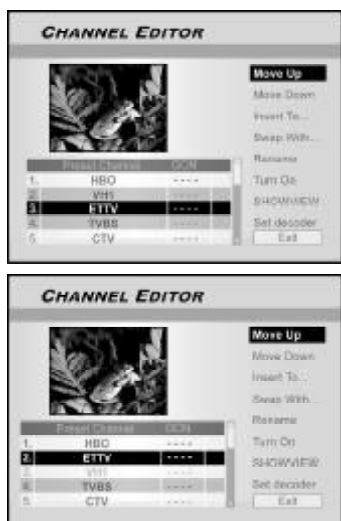 CHANNEL EDITOR
Move Up
Move Down
Insert To...
Swap With...
Rename
Turn On
SHOWVIEW
Set decoder
Exit
Preset Channel GCN
1. HBO ----
2. VH1 ----
3. ETTV ----
4. TVBS ----
5. CTV ----
CHANNEL EDITOR
Move Up
Move Down
Insert To...
Swap With...
Rename
Turn On
SHOWVIEW
Set decoder
Exit
Preset Channel GCN
1. HBO ----
2. ETTV ----
3. VH1 ----
4. TVBS ----
5. CTV ----